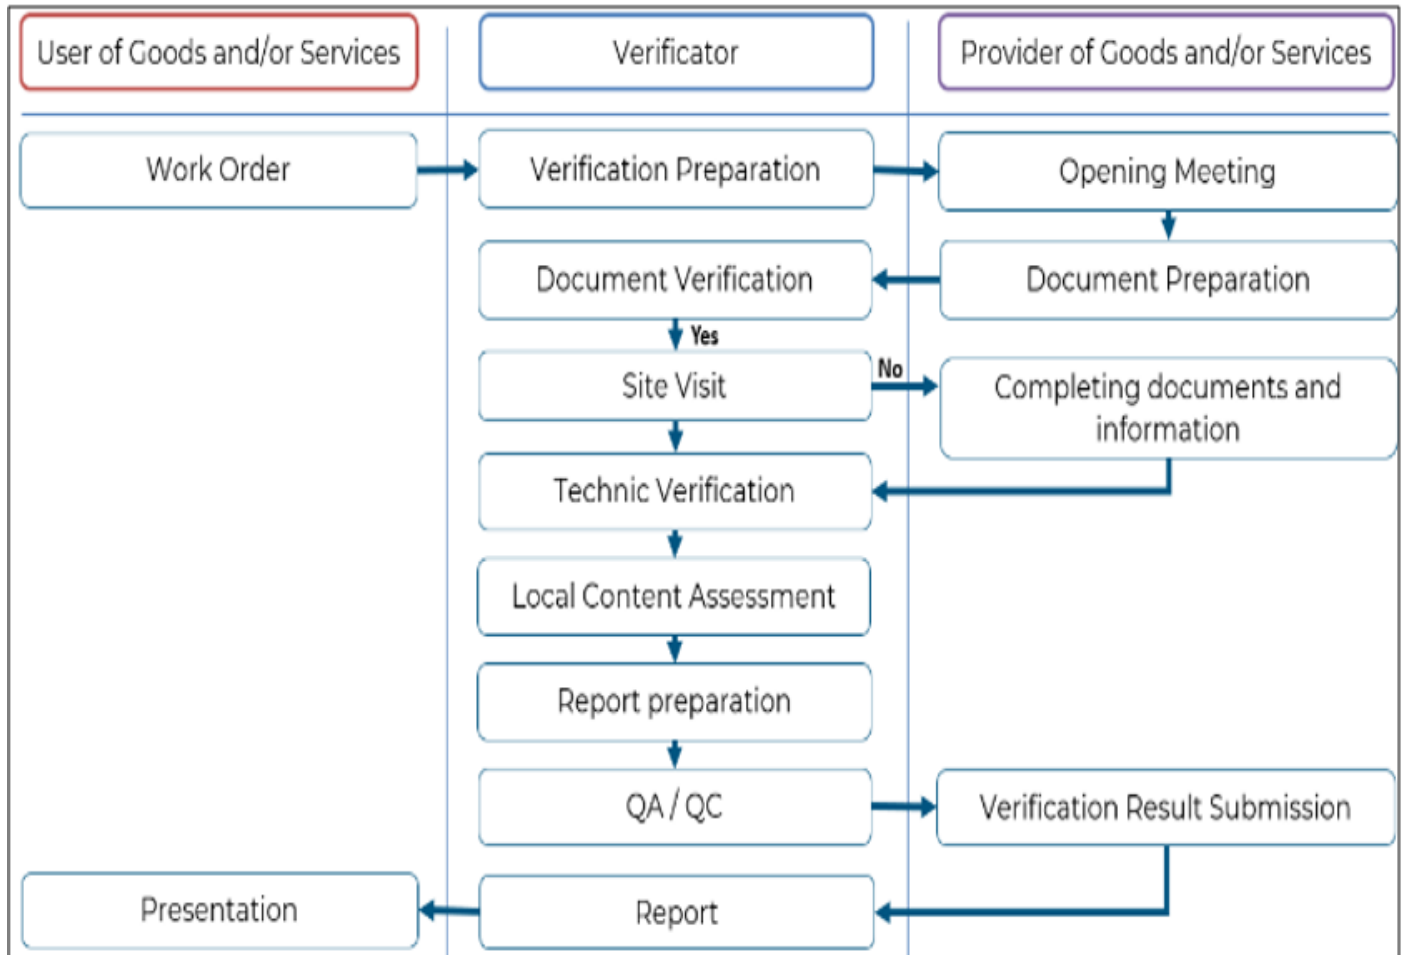 User of Goods and/or Services
Verificator
Provider of Goods and/or Services
Work Order
Verification Preparation
Opening Meeting
Document Verification
Document Preparation
Yes
Site Visit
No
Completing documents and
information
Technic Verification
Local Content Assessment
Report preparation
QA / QC
Verification Result Submission
Presentation
Report